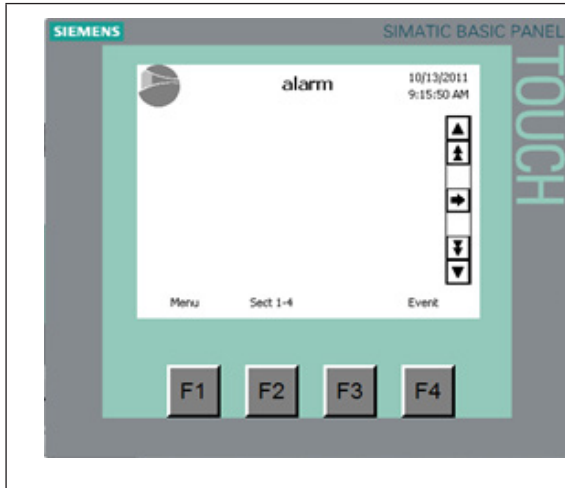 SIEMENS
SIMATIC BASIC PANEL
TOUCH
alarm
10/13/2011
9:15:50 AM
Menu
Sect 1-4
Event
F1
F2
F3
F4